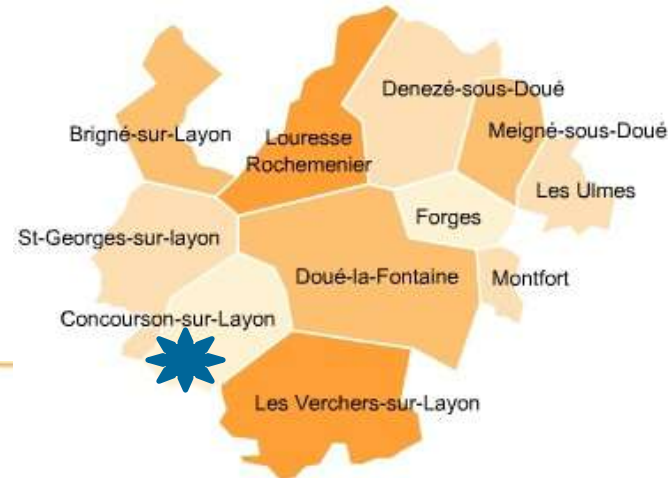 Denezé-sous-Doué
Brigné-sur-Layon
Louresse
Rochemenier
Meigné-sous-Doué
Les Ulmes
Forges
St-Georges-sur-layon
Doué-la-Fontaine
Montfort
Concourson-sur-Layon
Les Verchers-sur-Layon